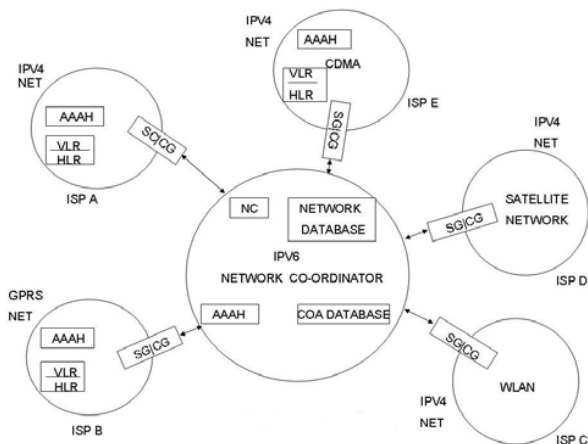 IPV4
NET
AAAH
CDMA
VLR
HLR
SG|CG
ISP E
IPV4
NET
AAAH
VLR
HLR
SC|CG
ISP A
IPV4
NET
SATELLITE
NETWORK
SG|CG
ISP D
NC
NETWORK
DATABASE
IPV6
NETWORK CO-ORDINATOR
AAAH
COA DATABASE
GPRS
NET
AAAH
VLR
HLR
SG|CG
ISP B
SG|CG
WLAN
IPV4
NET
ISP C